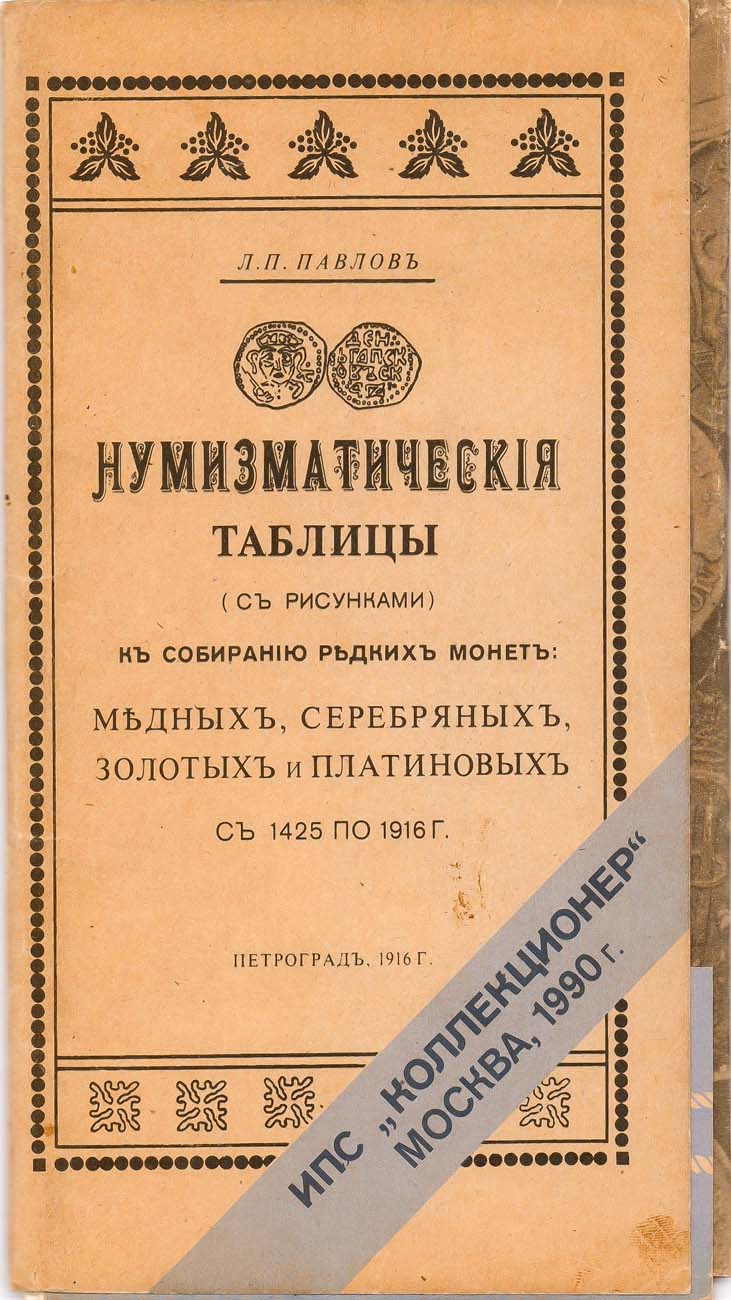 Л.П. ПАВЛОВЪ
НУМИЗМАТИЧЕСКІЯ
ТАБЛИЦЫ
(СЪ РИСУНКАМИ)
КЪ СОБИРАНІЮ РѢДКИХЪ МОНЕТЪ:
МѢДНЫХЪ, СЕРЕБРЯНЫХЪ,
ЗОЛОТЫХЪ и ПЛАТИНОВЫХЪ
СЪ 1425 ПО 1916 Г.
ПЕТРОГРАДЪ, 1916 Г.
ИПС „КОЛЛЕКЦИОНЕР“
МОСКВА, 1990 г.